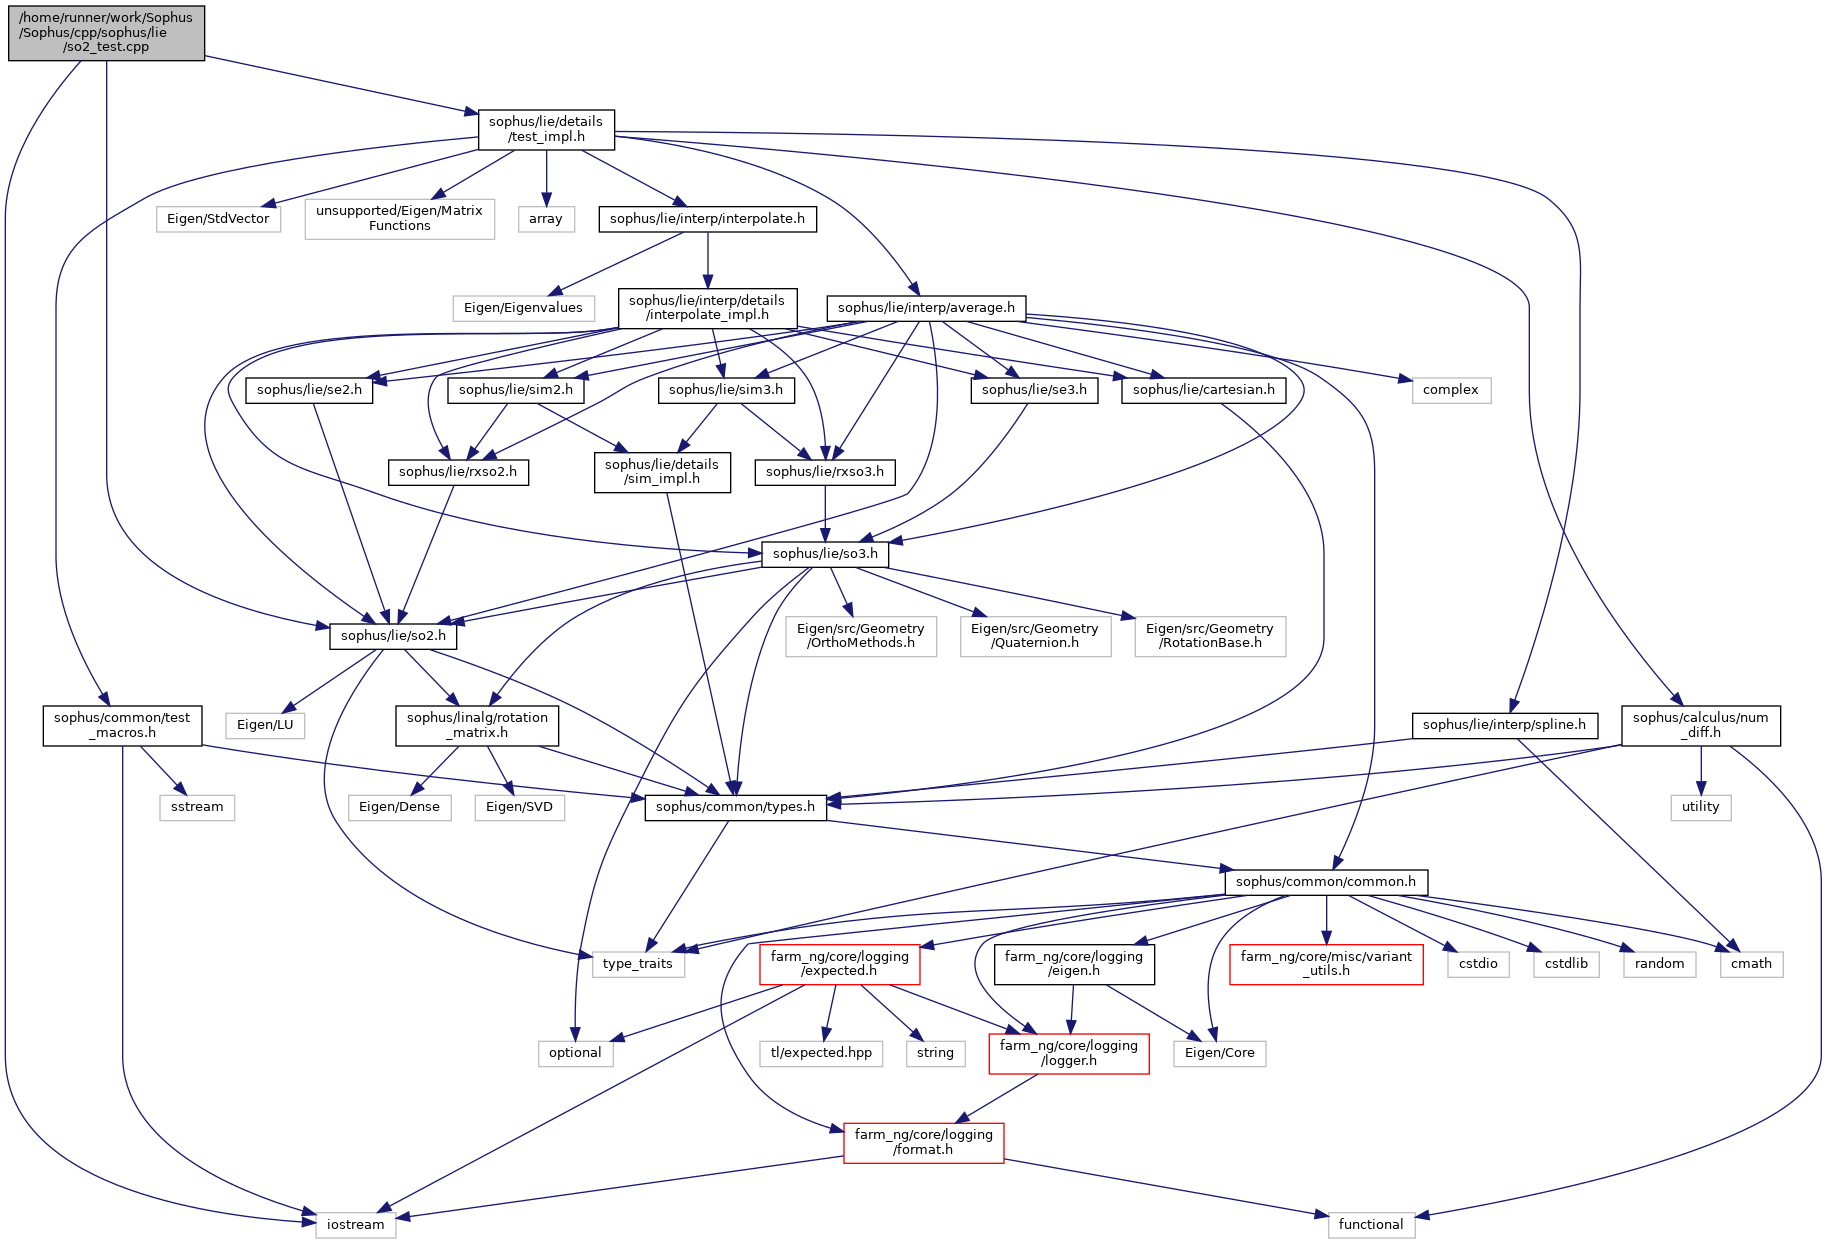 /home/runner/work/Sophus
/Sophus/cpp/sophus/lie
/so2_test.cpp
sophus/lie/details
/test_impl.h
Eigen/StdVector
unsupported/Eigen/Matrix
Functions
array
sophus/lie/interp/interpolate.h
Eigen/Eigenvalues
sophus/lie/interp/details
/interpolate_impl.h
sophus/lie/interp/average.h
sophus/lie/se2.h
sophus/lie/sim2.h
sophus/lie/sim3.h
sophus/lie/se3.h
sophus/lie/cartesian.h
complex
sophus/lie/rxso2.h
sophus/lie/details
/sim_impl.h
sophus/lie/rxso3.h
sophus/lie/so3.h
sophus/lie/so2.h
Eigen/src/Geometry
/OrthoMethods.h
Eigen/src/Geometry
/Quaternion.h
Eigen/src/Geometry
/RotationBase.h
sophus/common/test
_macros.h
Eigen/LU
sophus/linalg/rotation
_matrix.h
sophus/lie/interp/spline.h
sophus/calculus/num
_diff.h
sstream
Eigen/Dense
Eigen/SVD
sophus/common/types.h
utility
sophus/common/common.h
type_traits
farm_ng/core/logging
/expected.h
farm_ng/core/logging
/eigen.h
farm_ng/core/misc/variant
_utils.h
cstdio
cstdlib
random
cmath
optional
tl/expected.hpp
string
farm_ng/core/logging
/logger.h
Eigen/Core
farm_ng/core/logging
/format.h
iostream
functional